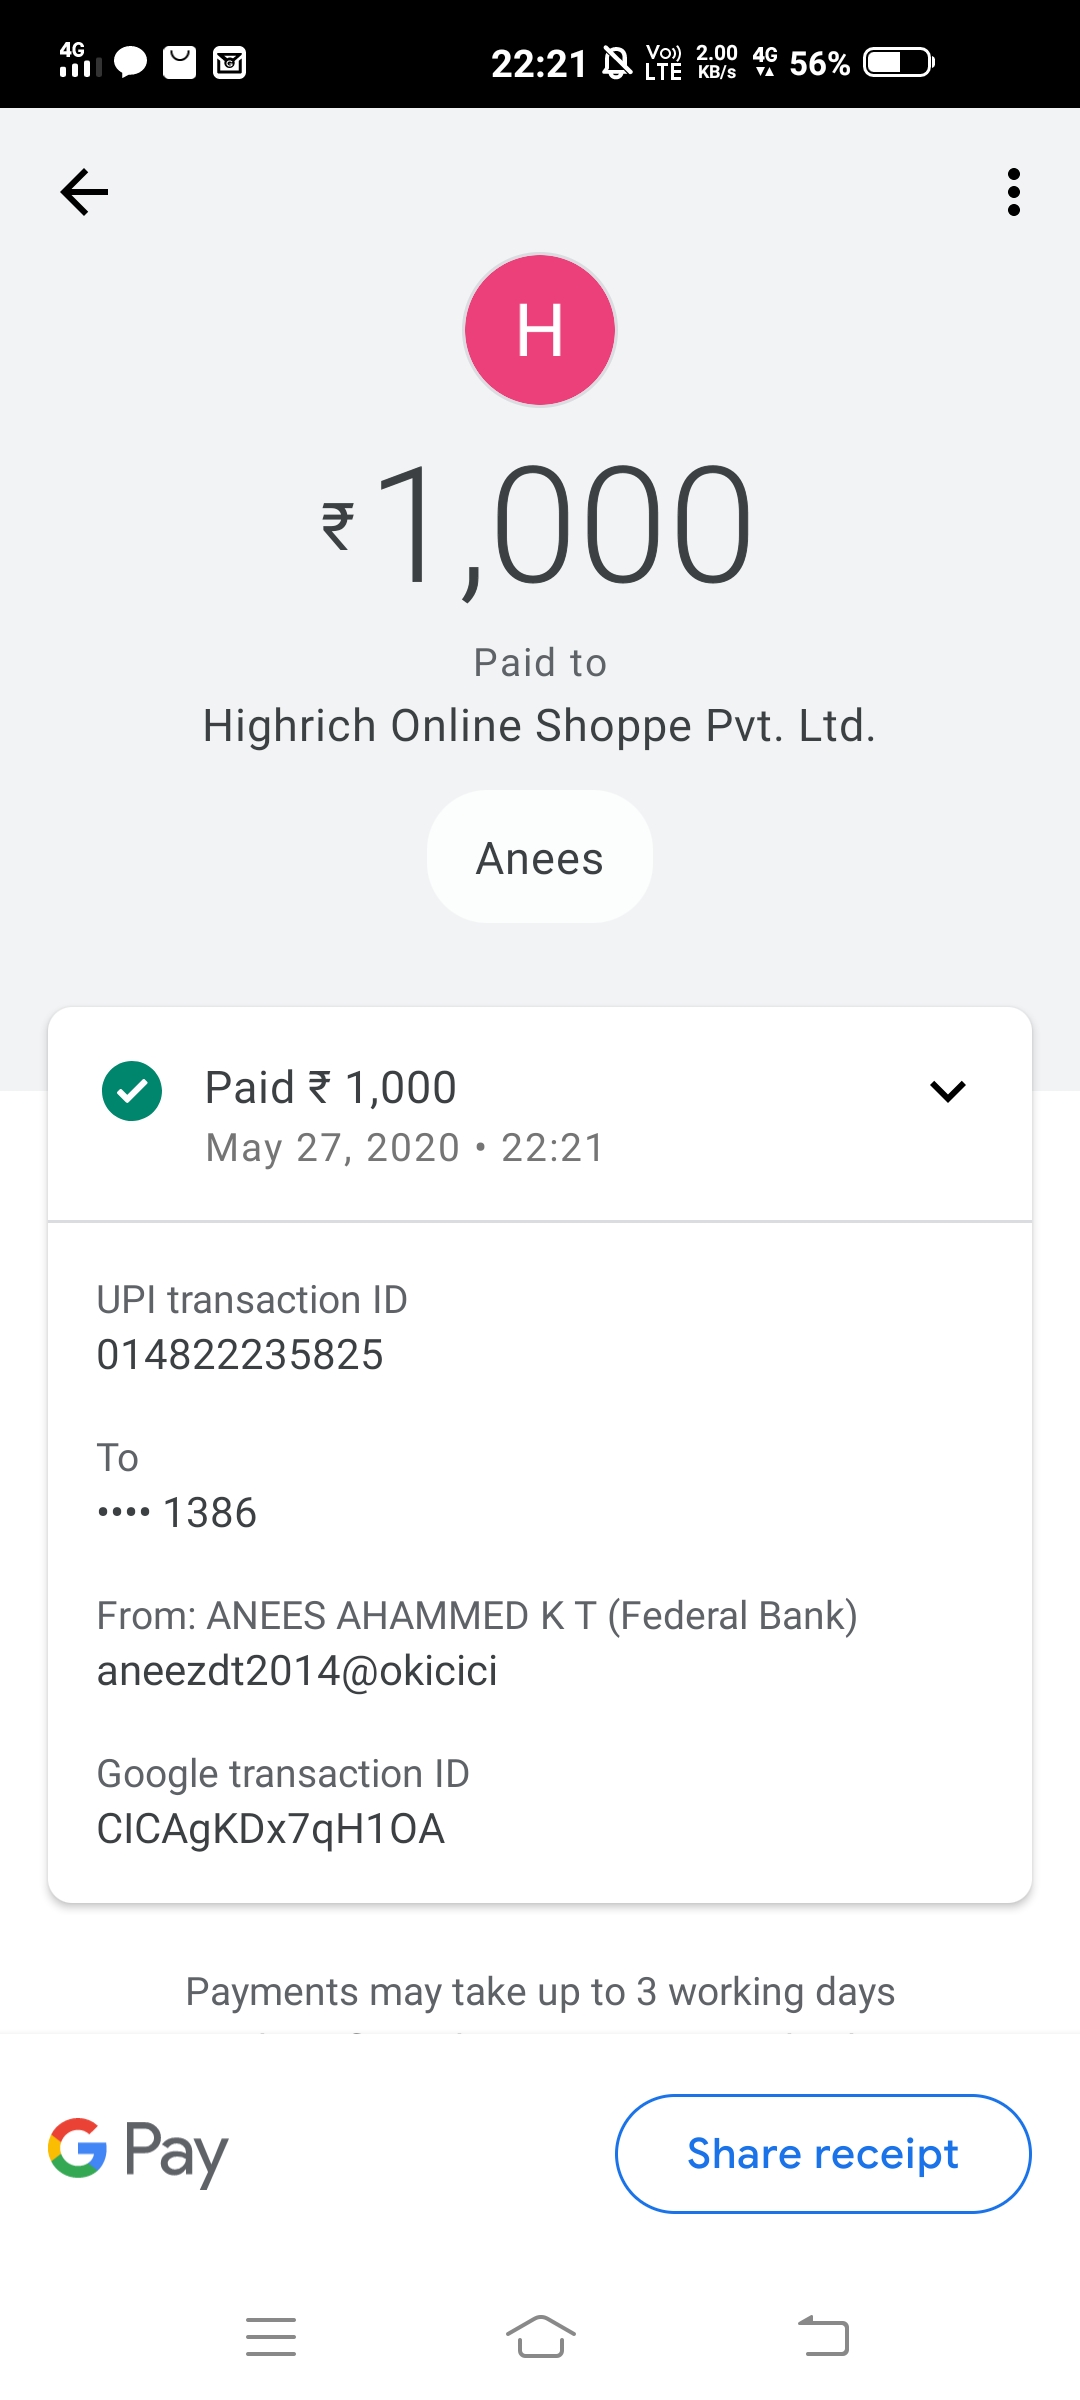 4G 22:21 Vo)) LTE 2.00 KB/s 4G 56%
H
₹1,000
Paid to
Highrich Online Shoppe Pvt. Ltd.
Anees
Paid ₹ 1,000
May 27, 2020 • 22:21
UPI transaction ID
014822235825
To
•••• 1386
From: ANEES AHAMMED K T (Federal Bank)
aneezdt2014@okicici
Google transaction ID
CICAgKDx7qH1OA
Payments may take up to 3 working days
G Pay
Share receipt